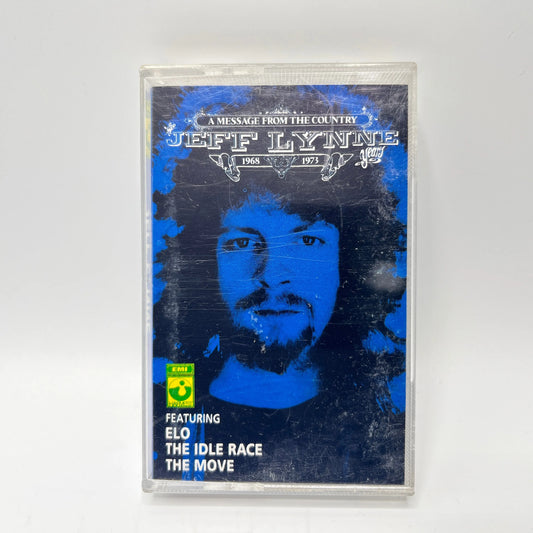 A MESSAGE FROM THE COUNTRY
JEFF LYNNE
1968 1973 Years
EMI
FEATURING
ELO
THE IDLE RACE
THE MOVE